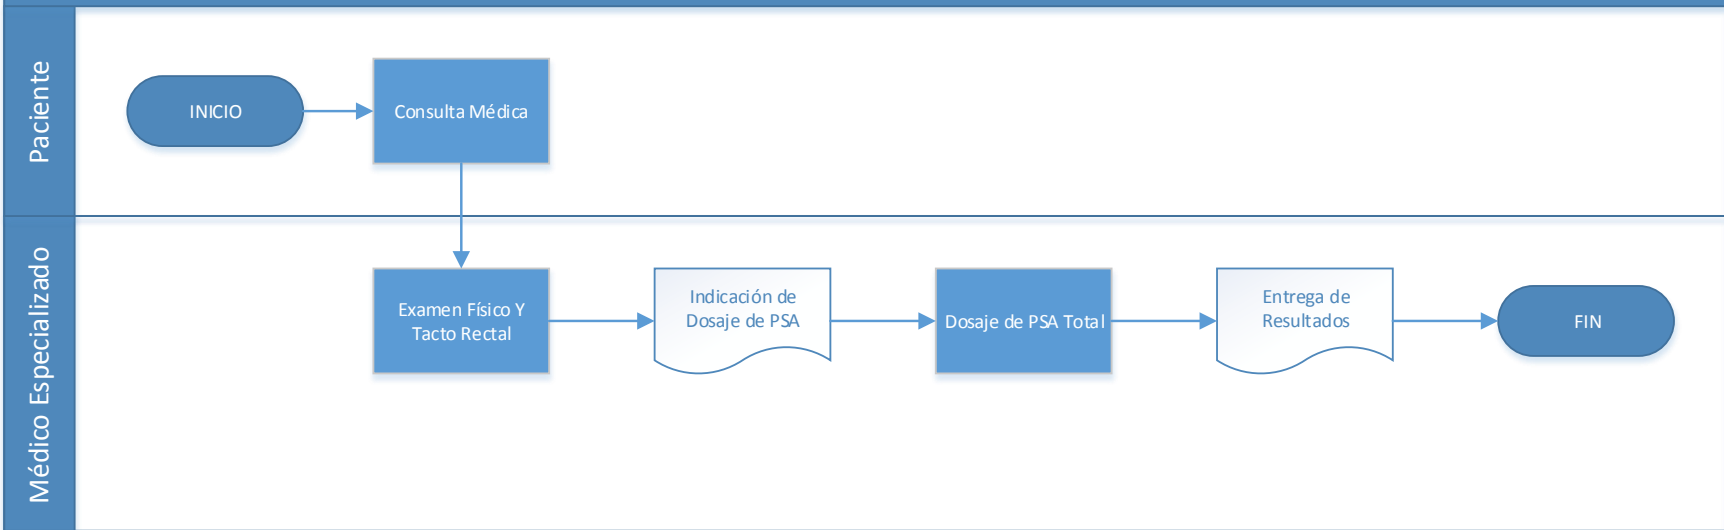 Paciente
INICIO
Consulta Médica
Médico Especializado
Examen Físico Y
Tacto Rectal
Indicación de
Dosaje de PSA
Dosaje de PSA Total
Entrega de
Resultados
FIN